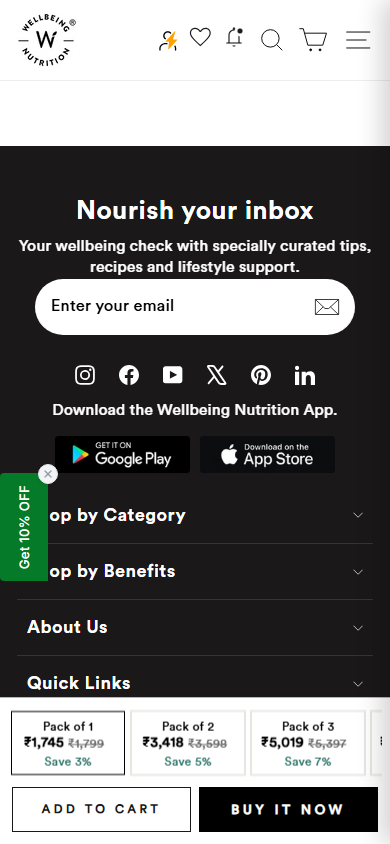 WELLBEING
W
NUTRITION
®
Nourish your inbox
Your wellbeing check with specially curated tips,
recipes and lifestyle support.
Enter your email
Download the Wellbeing Nutrition App.
GET IT ON
Google Play
Download on the
App Store
Get 10% OFF
op by Category
op by Benefits
About Us
Quick Links
Pack of 1
₹1,745 ₹1,799
Save 3%
Pack of 2
₹3,418 ₹3,598
Save 5%
Pack of 3
₹5,019 ₹5,397
Save 7%
ADD TO CART
BUY IT NOW